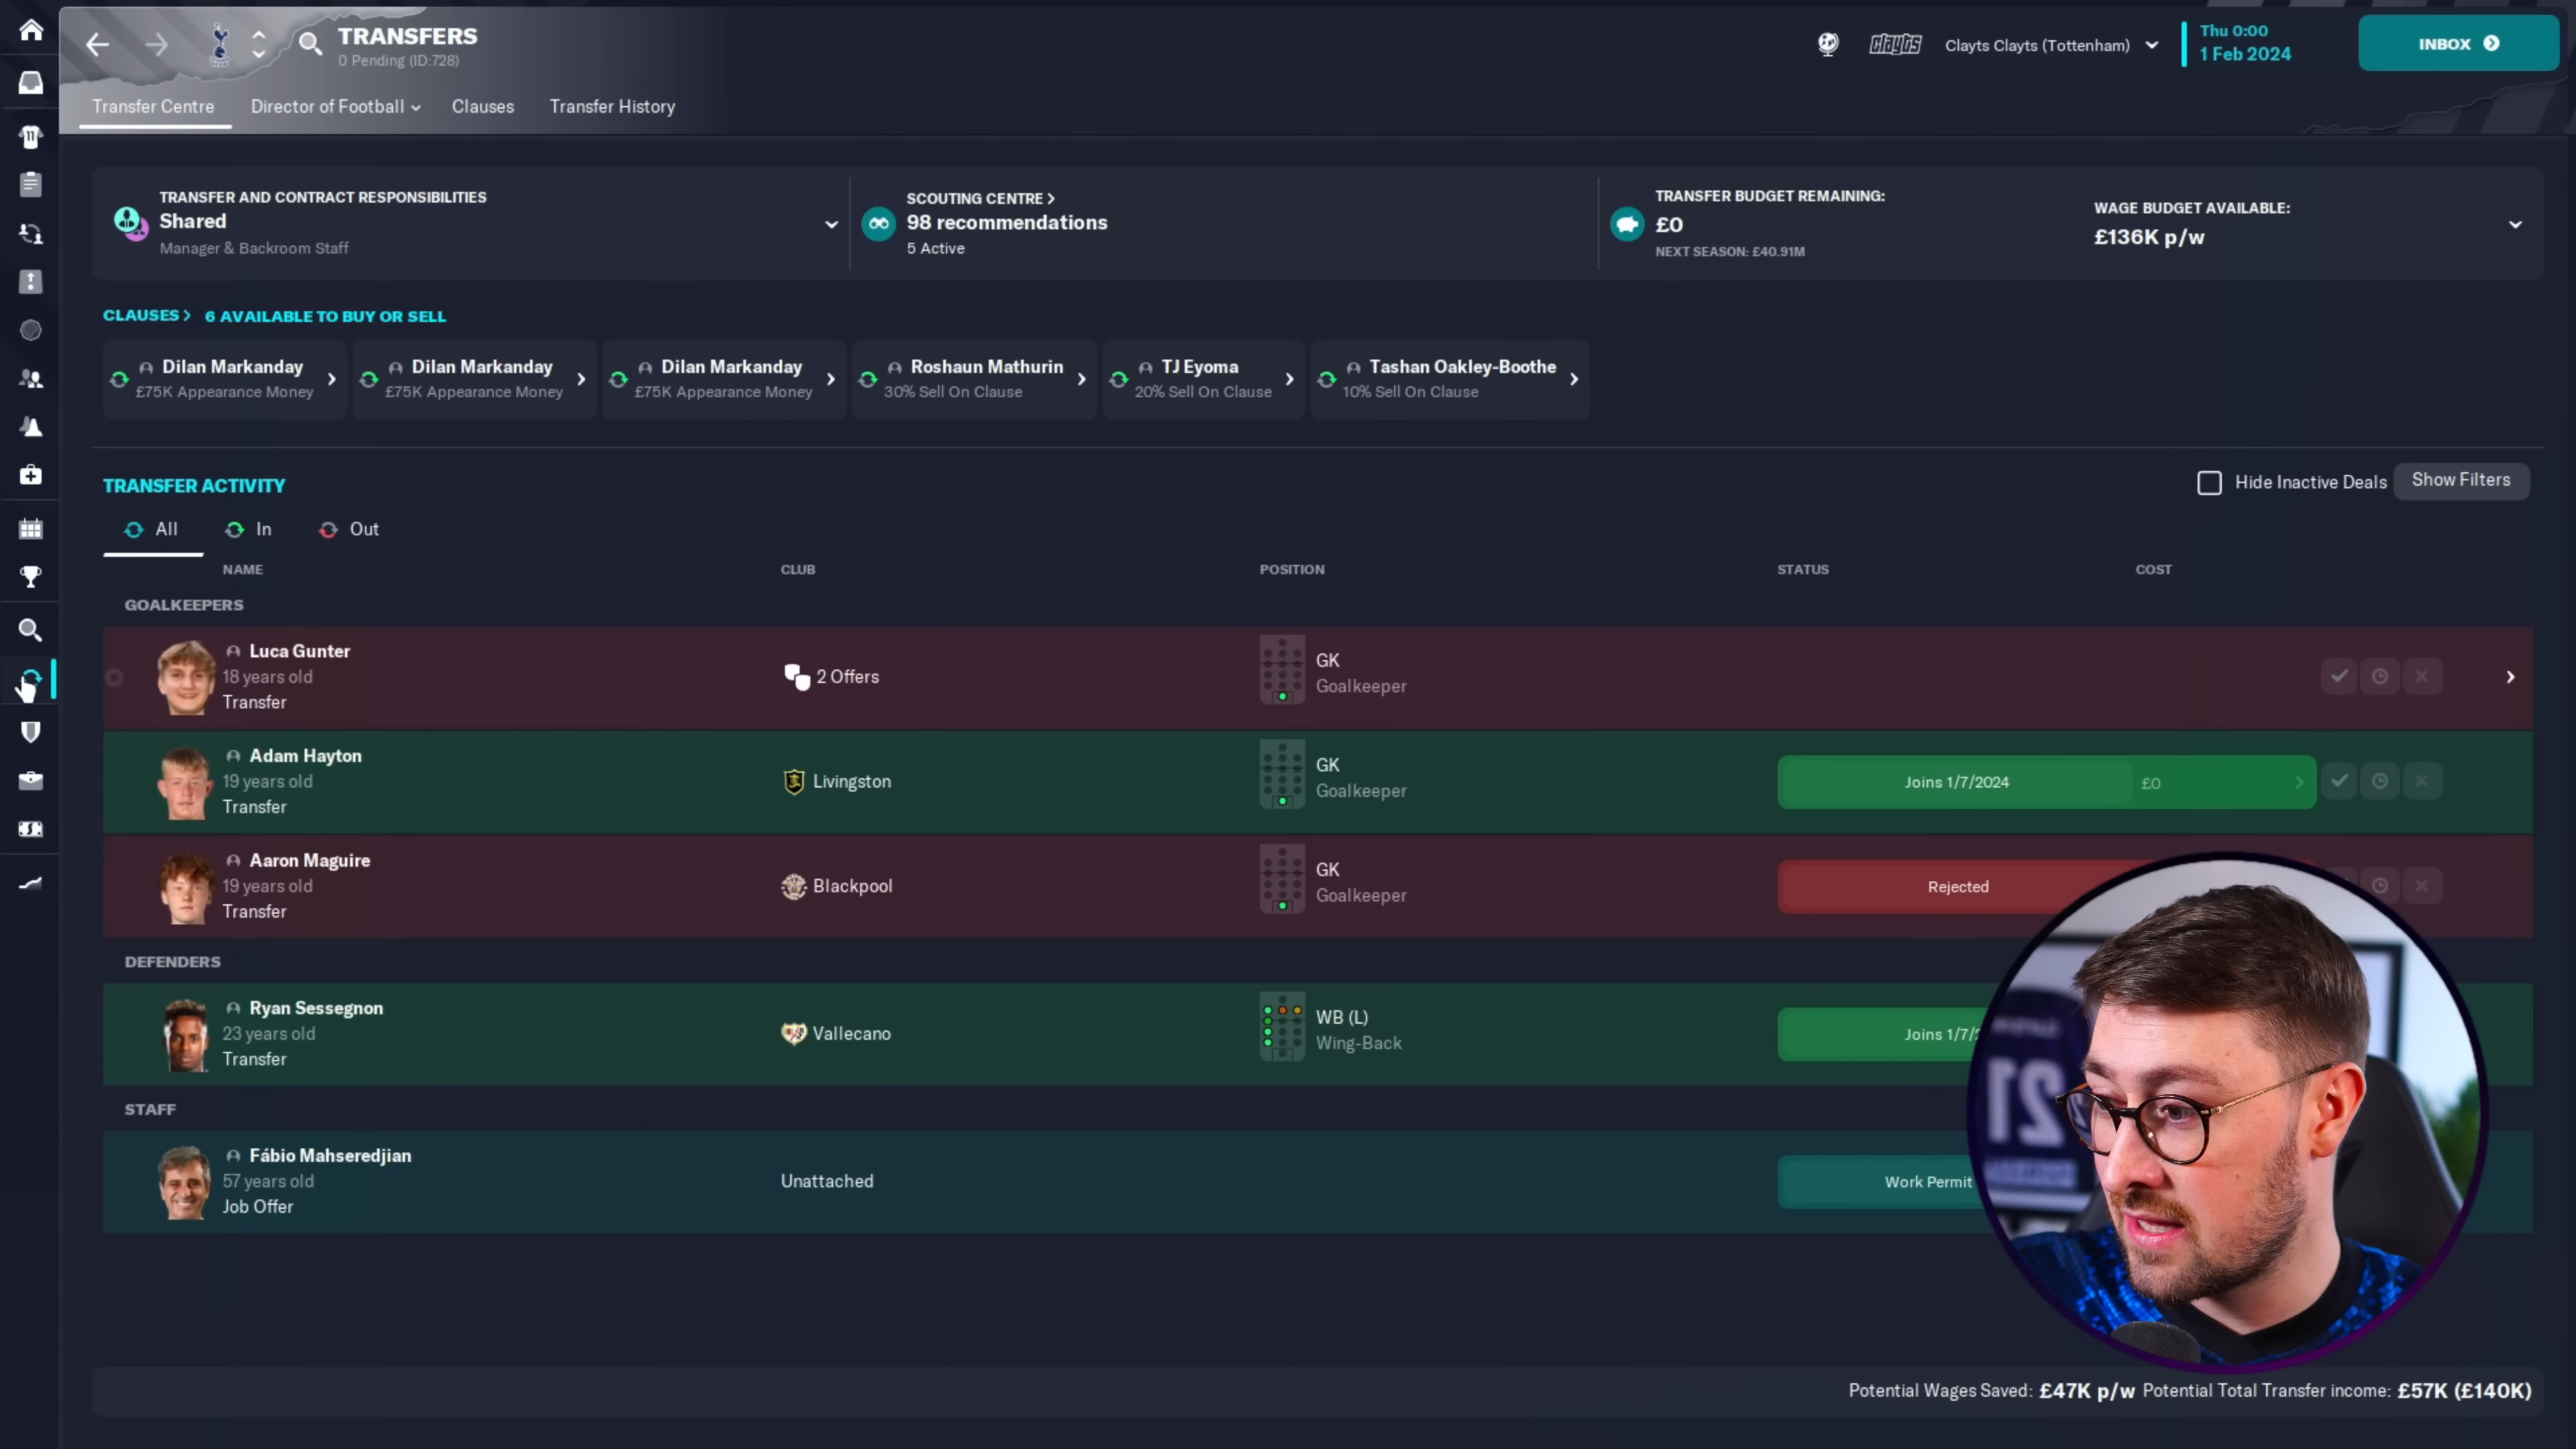 TRANSFERS
0 Pending (ID:728)
clayts
Clayts Clayts (Tottenham)
Thu 0:00
1 Feb 2024
INBOX
Transfer Centre
Director of Football
Clauses
Transfer History
TRANSFER AND CONTRACT RESPONSIBILITIES
Shared
Manager & Backroom Staff
SCOUTING CENTRE >
98 recommendations
5 Active
TRANSFER BUDGET REMAINING:
£0
NEXT SEASON: £40.91M
WAGE BUDGET AVAILABLE:
£136K p/w
CLAUSES > 6 AVAILABLE TO BUY OR SELL
Dilan Markanday
£75K Appearance Money
Dilan Markanday
£75K Appearance Money
Dilan Markanday
£75K Appearance Money
Roshaun Mathurin
30% Sell On Clause
TJ Eyoma
20% Sell On Clause
Tashan Oakley-Boothe
10% Sell On Clause
TRANSFER ACTIVITY
Hide Inactive Deals
Show Filters
All
In
Out
NAME CLUB POSITION STATUS COST
GOALKEEPERS
Luca Gunter
18 years old
Transfer
2 Offers
GK
Goalkeeper
Adam Hayton
19 years old
Transfer
Livingston
GK
Goalkeeper
Joins 1/7/2024
£0
Aaron Maguire
19 years old
Transfer
Blackpool
GK
Goalkeeper
Rejected
DEFENDERS
Ryan Sessegnon
23 years old
Transfer
Vallecano
WB (L)
Wing-Back
Joins 1/7/
STAFF
Fábio Mahseredjian
57 years old
Job Offer
Unattached
Work Permit
21
Potential Wages Saved: £47K p/w Potential Total Transfer income: £57K (£140K)